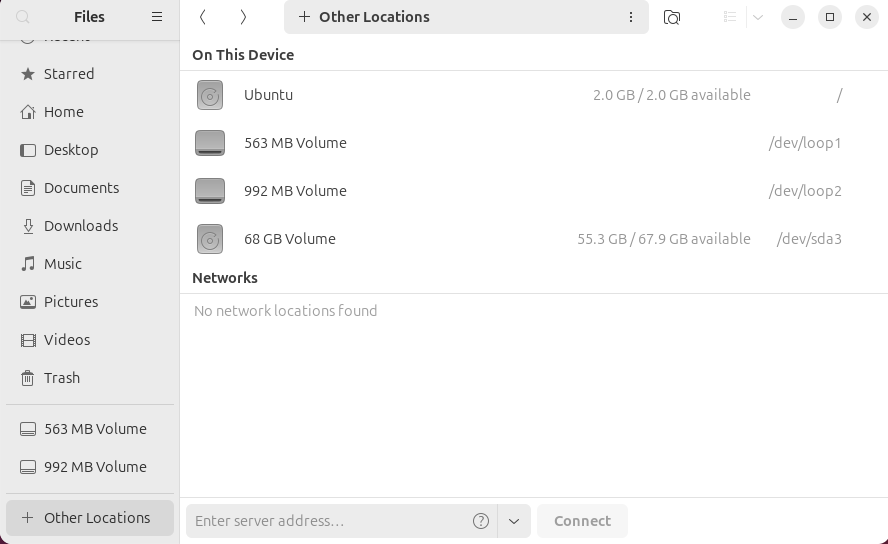 Files
Other Locations
Recent
Starred
Home
Desktop
Documents
Downloads
Music
Pictures
Videos
Trash
563 MB Volume
992 MB Volume
Other Locations
On This Device
Ubuntu 2.0 GB / 2.0 GB available /
563 MB Volume /dev/loop1
992 MB Volume /dev/loop2
68 GB Volume 55.3 GB / 67.9 GB available /dev/sda3
Networks
No network locations found
Enter server address… Connect